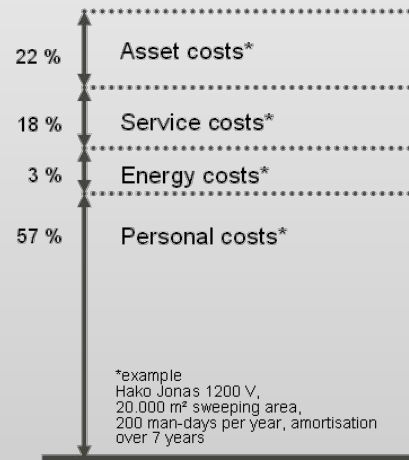 22 % Asset costs*
18 % Service costs*
3 % Energy costs*
57 % Personal costs*
*example
Hako Jonas 1200 V,
20.000 m² sweeping area,
200 man-days per year, amortisation
over 7 years